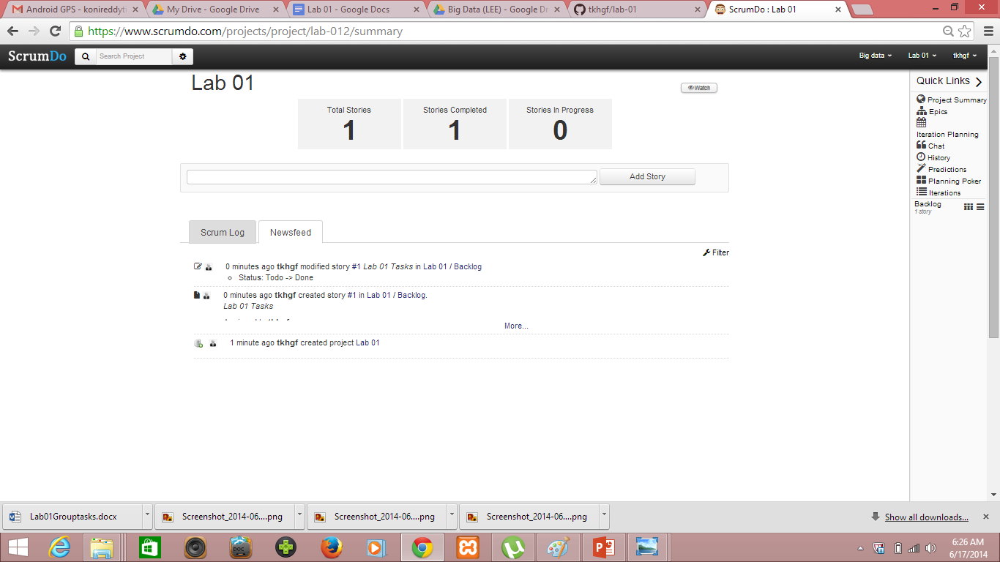 Android GPS - konireddyti
My Drive - Google Drive
Lab 01 - Google Docs
Big Data (LEE) - Google Dr
tkhgf/lab-01
ScrumDo : Lab 01
https://www.scrumdo.com/projects/project/lab-012/summary
ScrumDo
Search Project
Big data
Lab 01
tkhgf
Lab 01
Watch
Total Stories
1
Stories Completed
1
Stories In Progress
0
Add Story
Scrum Log
Newsfeed
Filter
0 minutes ago tkhgf modified story #1 Lab 01 Tasks in Lab 01 / Backlog
Status: Todo -> Done
0 minutes ago tkhgf created story #1 in Lab 01 / Backlog.
Lab 01 Tasks
More...
1 minute ago tkhgf created project Lab 01
Quick Links
Project Summary
Epics
Iteration Planning
Chat
History
Predictions
Planning Poker
Iterations
Backlog
1 story
Lab01Grouptasks.docx
Screenshot_2014-06....png
Screenshot_2014-06....png
Screenshot_2014-06....png
Show all downloads...
DOC
6:26 AM
6/17/2014